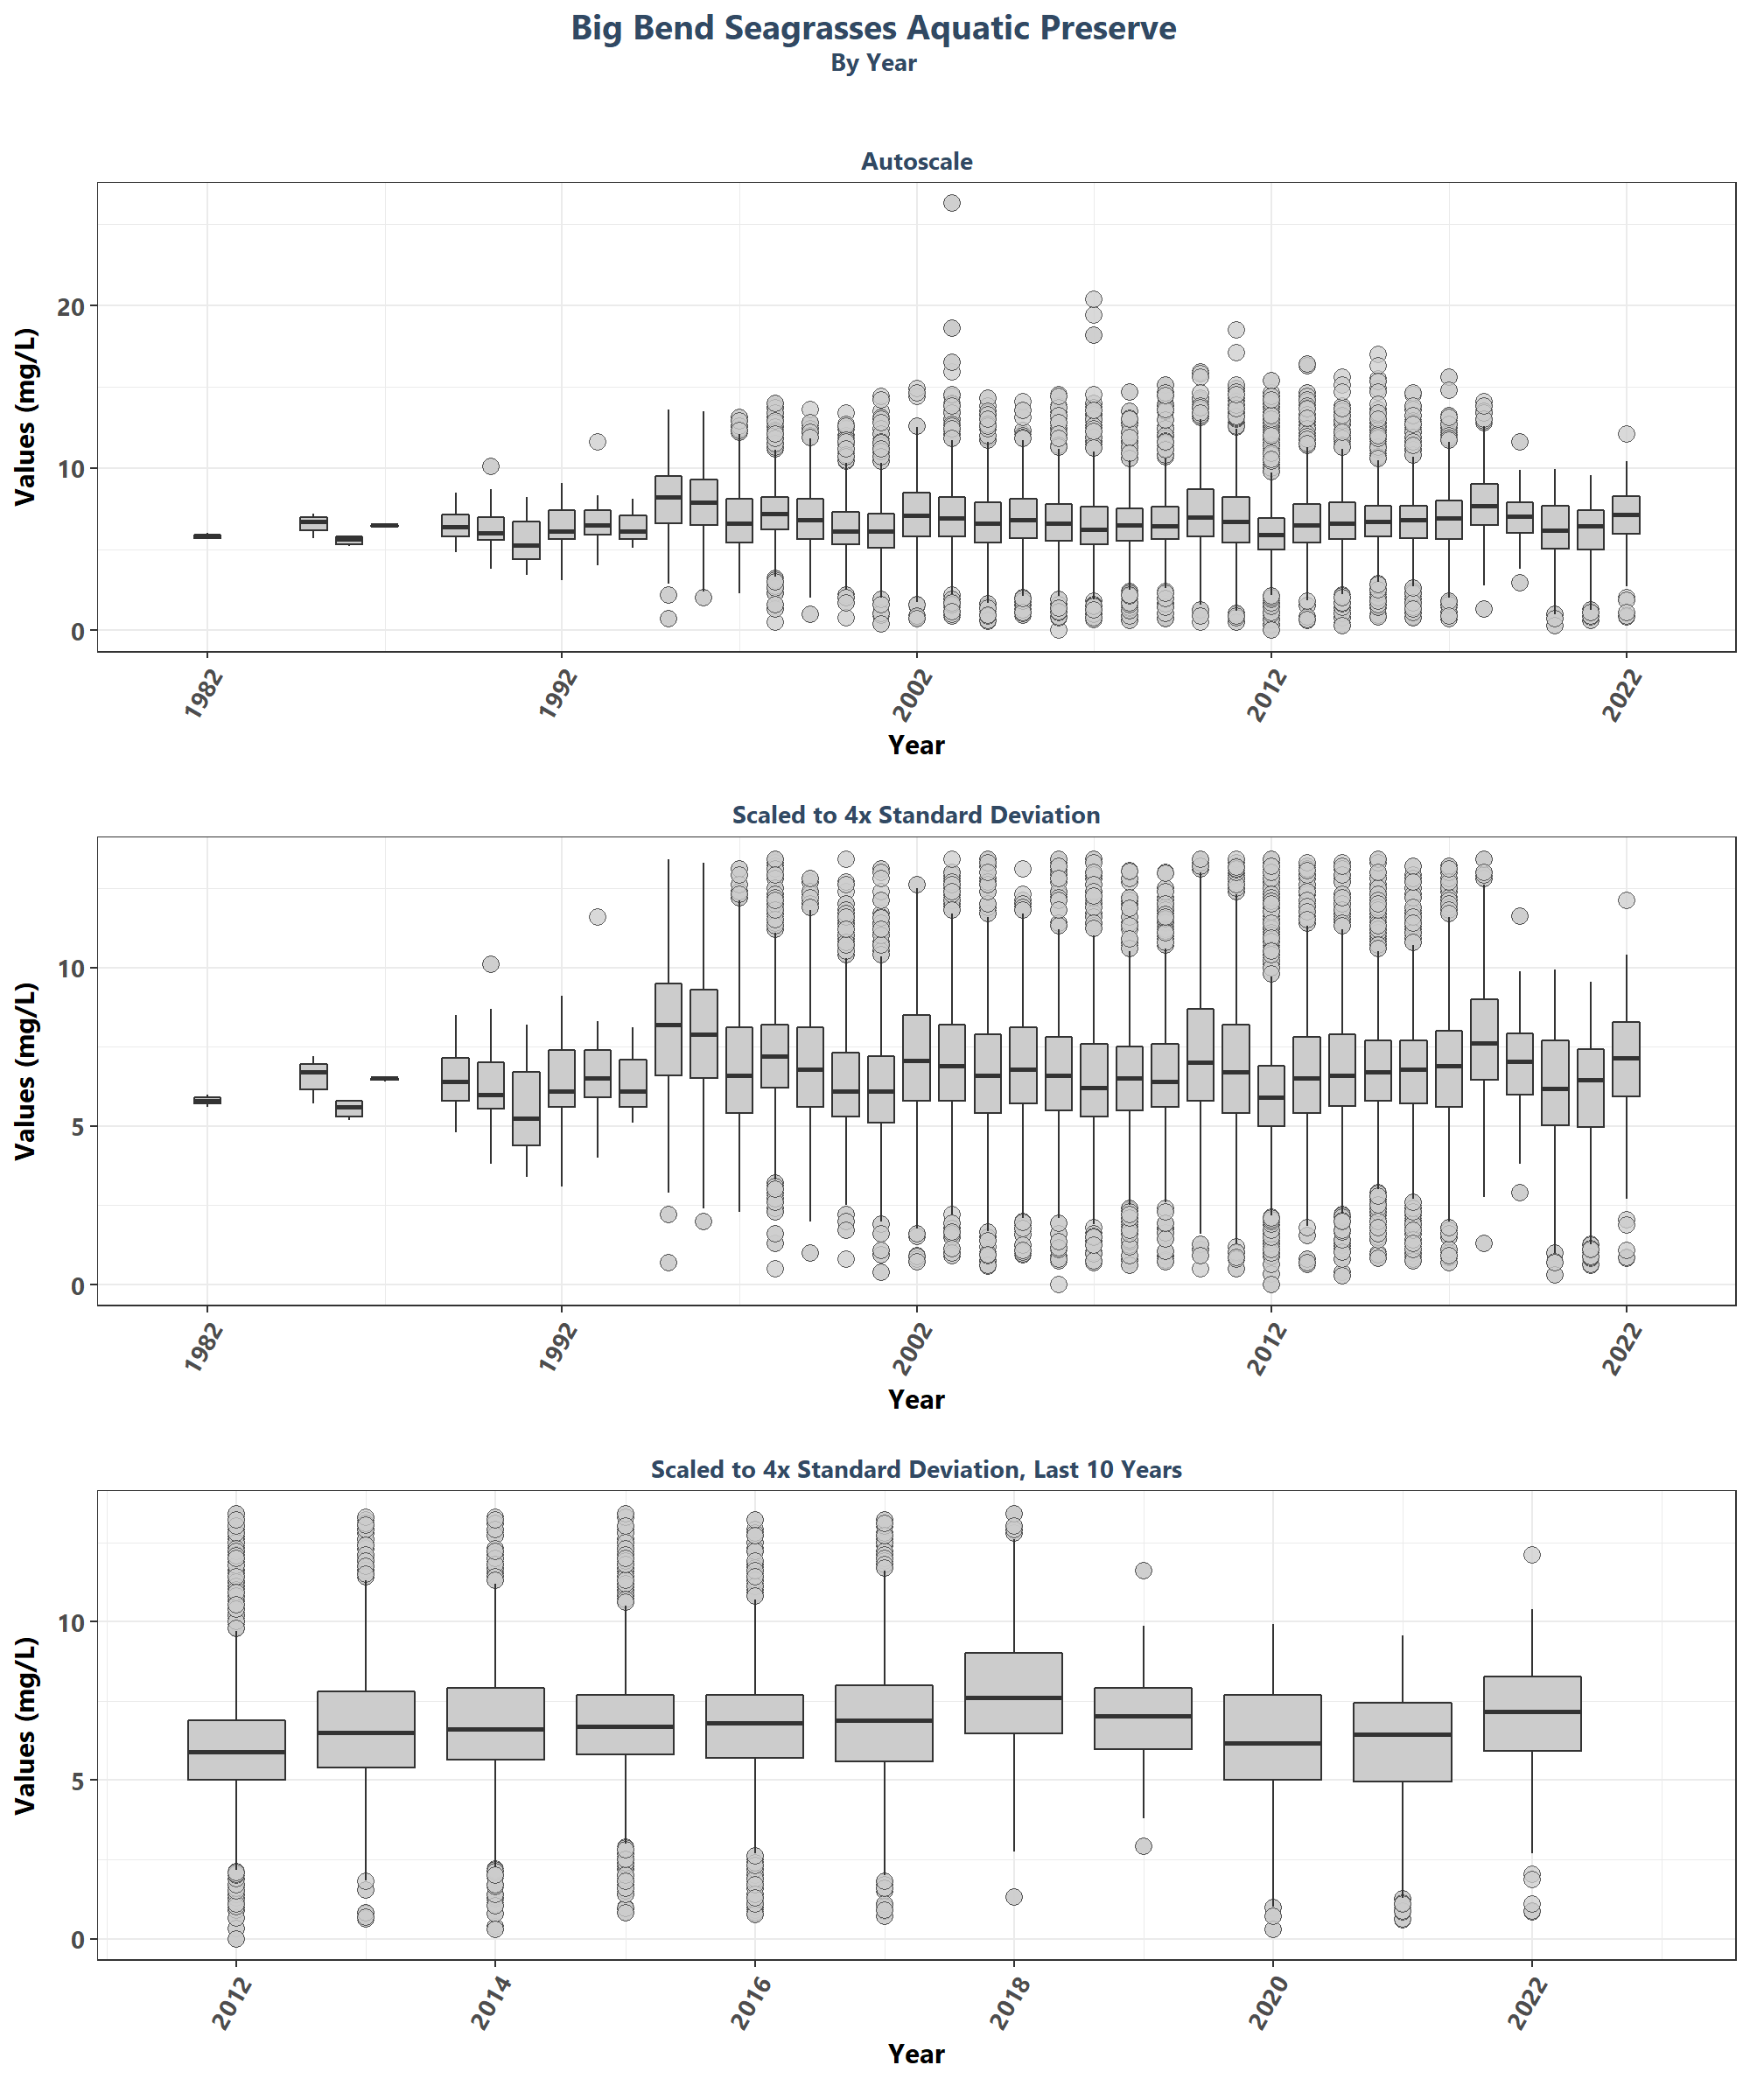 Big Bend Seagrasses Aquatic Preserve
By Year
Autoscale
Values (mg/L)
20
10
0
1982
1992
2002
2012
2022
Year
Scaled to 4x Standard Deviation
Values (mg/L)
10
5
0
1982
1992
2002
2012
2022
Year
Scaled to 4x Standard Deviation, Last 10 Years
Values (mg/L)
10
5
0
2012
2014
2016
2018
2020
2022
Year